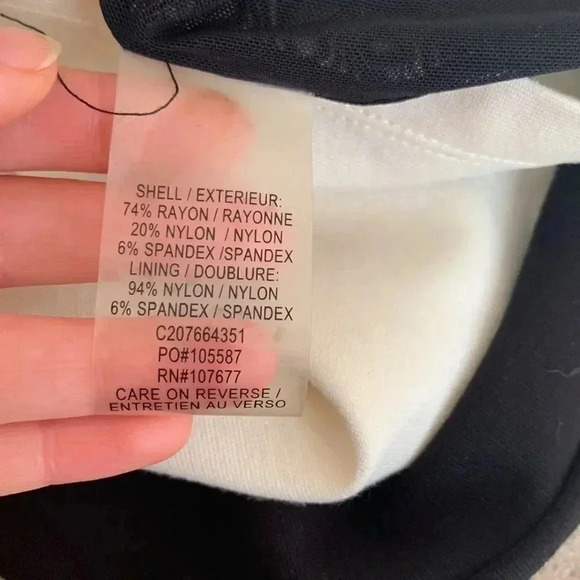 SHELL / EXTERIEUR:
74% RAYON / RAYONNE
20% NYLON / NYLON
6% SPANDEX /SPANDEX
LINING / DOUBLURE:
94% NYLON / NYLON
6% SPANDEX / SPANDEX
C207664351
PO#105587
RN#107677
CARE ON REVERSE /
ENTRETIEN AU VERSO